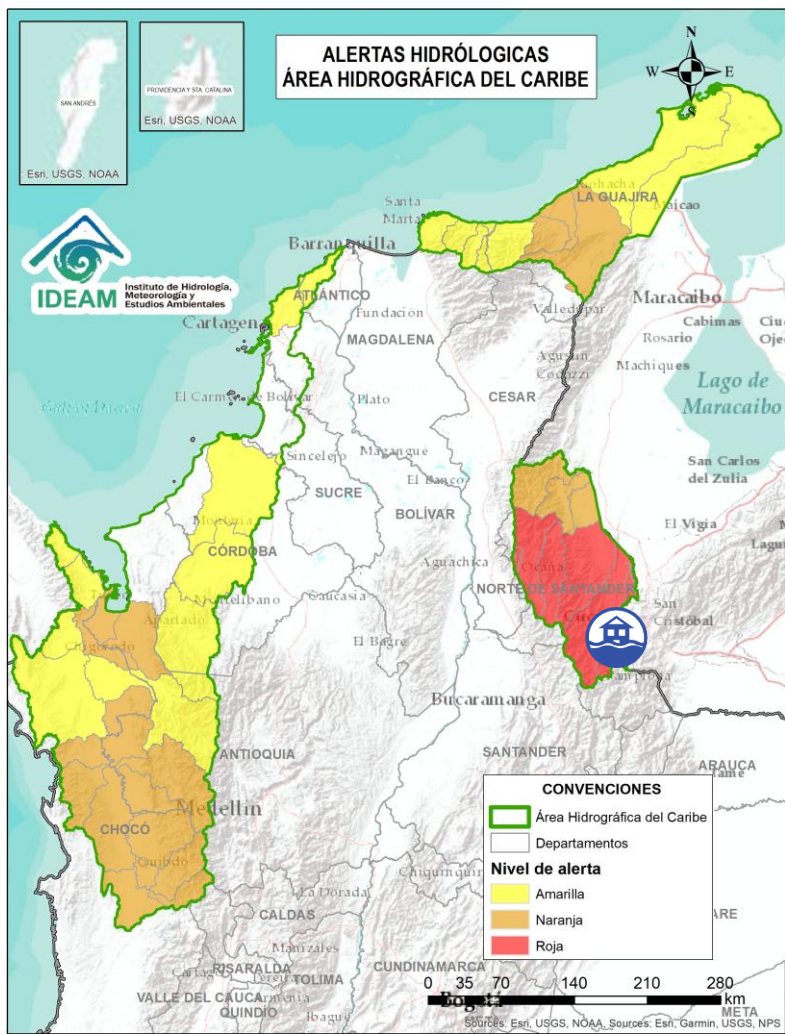 ALERTAS HIDRÓLOGICAS
ÁREA HIDROGRÁFICA DEL CARIBE
SAN ANDRÉS
Esri, USGS, NOAA
PROVIDENCIA Y STA. CATALINA
Esri, USGS, NOAA
N
W
E
S
IDEAM
Instituto de Hidrología,
Meteorología y
Estudios Ambientales
Santa
Marta
Barranquilla
LA GUAJIRA
Maicao
ATLÁNTICO
Cartagen
Fundación
Valledupar
Maracaibo
Cabimas
MAGDALENA
Rosario
Machiques
Agustín
Codazzi
CESAR
Lago de
Maracaibo
El Carmen de Bolívar
Plato
Sincelejo
Magangue
SUCRE
El Banco
BOLÍVAR
San Carlos
del Zulia
El Vigia
Montería
CÓRDOBA
Aguachica
Ocaña
NORTE DE SANTANDER
Montelíbano
Caucasia
San
Cristóbal
Apartado
Chigorodó
El Bagre
Bucaramanga
ANTIOQUIA
SANTANDER
ARAUCA
Medellín
CHOCÓ
Quibdó
La Dorada
CALDAS
Manizales
RISARALDA
TOLIMA
CUNDINAMARCA
VALLE DEL CAUCA
QUINDÍO
Ibague
Bogotá
META
META
CONVENCIONES
Área Hidrográfica del Caribe
Departamentos
Nivel de alerta
Amarilla
Naranja
Roja
0 35 70 140 210 280
km
Sources: Esri, USGS, NOAA, Sources: Esri, Garmin, USGS, NPS